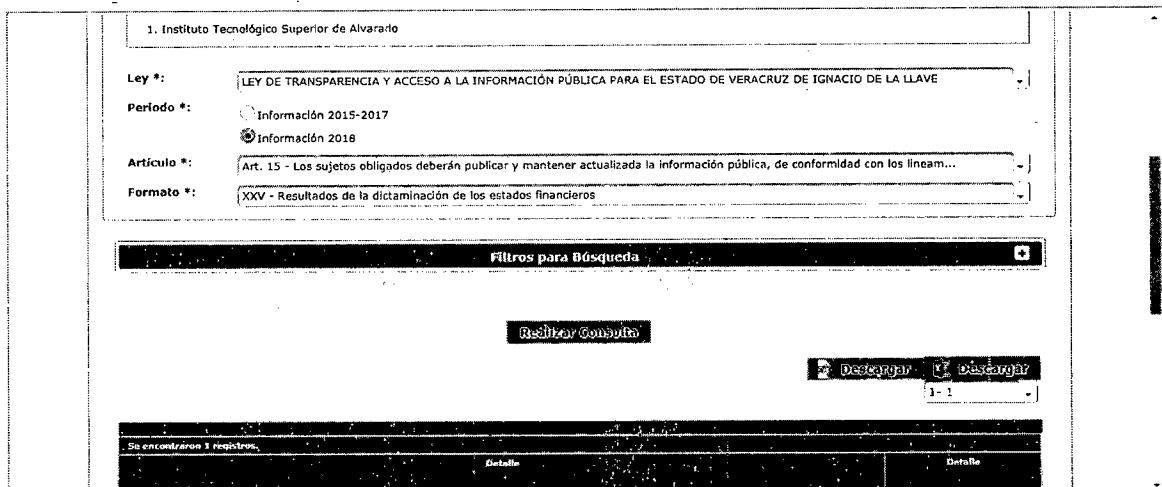 1. Instituto Tecnológico Superior de Alvarado
Ley *: LEY DE TRANSPARENCIA Y ACCESO A LA INFORMACIÓN PÚBLICA PARA EL ESTADO DE VERACRUZ DE IGNACIO DE LA LLAVE
Periodo *: Información 2015-2017
Información 2018
Artículo *: Art. 15 - Los sujetos obligados deberán publicar y mantener actualizada la información pública, de conformidad con los lineam...
Formato *: XXV - Resultados de la dictaminación de los estados financieros
Filtros para Búsqueda
Realizar Consulta
Descargar Descargar
1- 1
Se encontraron 1 registros.
Detalle Detalle